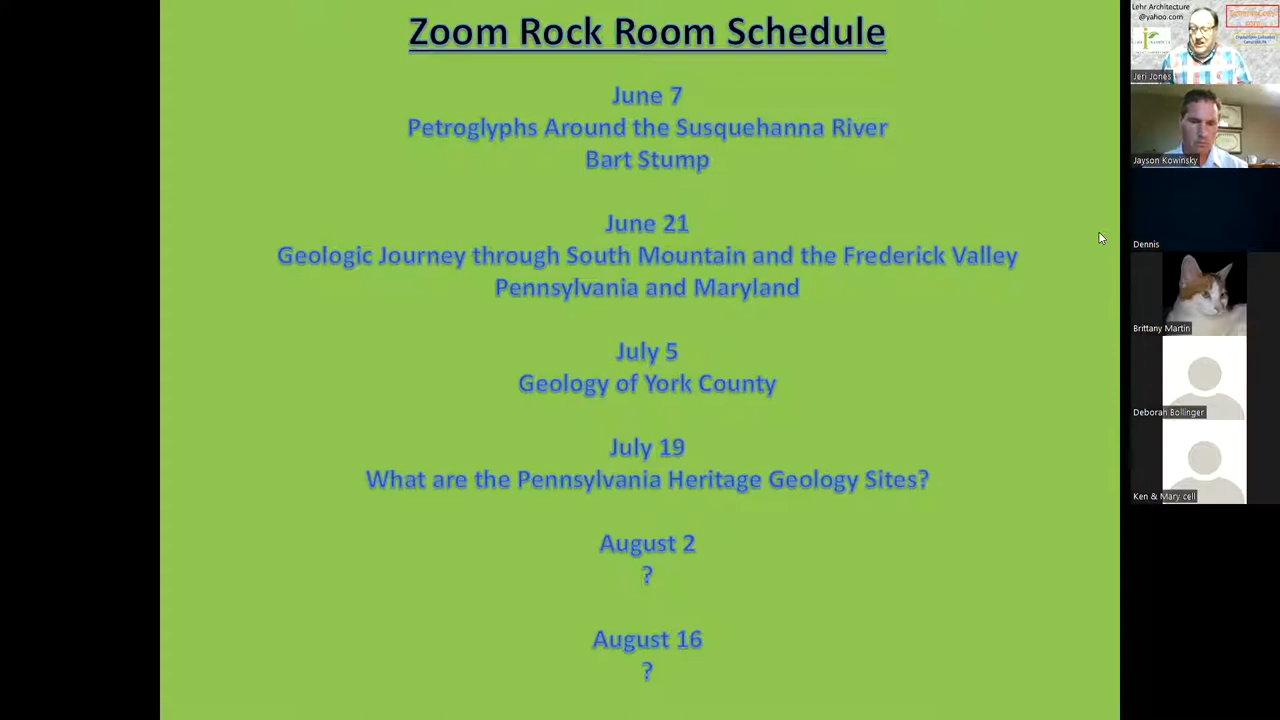 Zoom Rock Room Schedule
June 7
Petroglyphs Around the Susquehanna River
Bart Stump
June 21
Geologic Journey through South Mountain and the Frederick Valley
Pennsylvania and Maryland
July 5
Geology of York County
July 19
What are the Pennsylvania Heritage Geology Sites?
August 2
?
August 16
?
Lehr Architecture
@yahoo.com
Jeri Jones
Jayson Kowinsky
Dennis
Brittany Martin
Deborah Bollinger
Ken & Mary cell